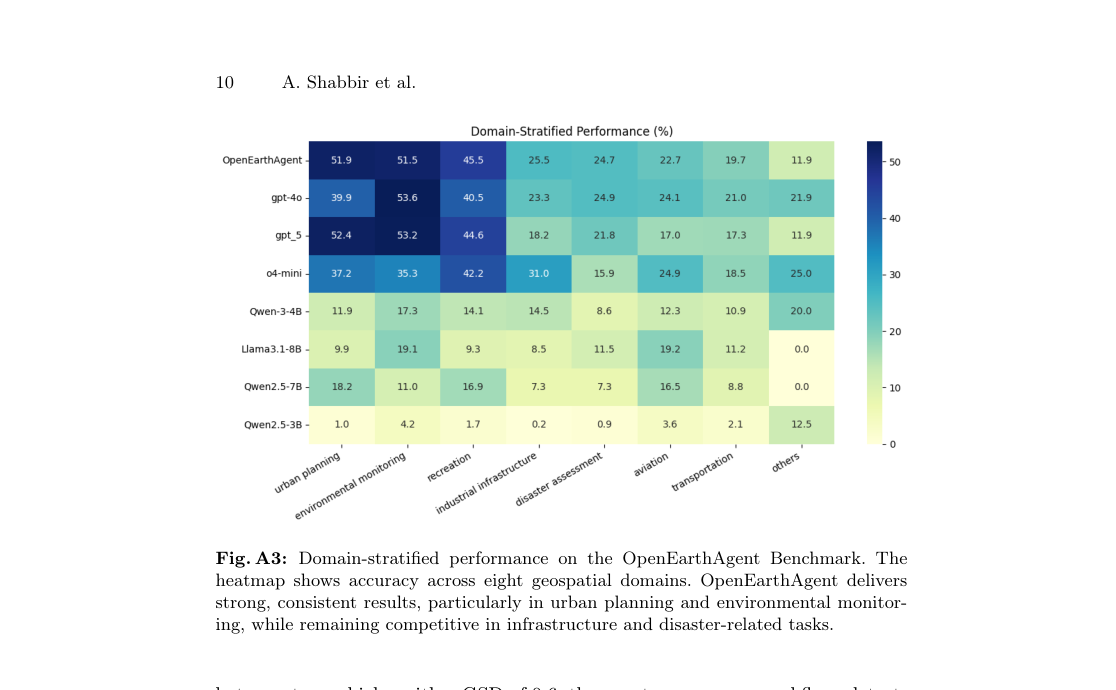 10 A. Shabbir et al.
Domain-Stratified Performance (%)
OpenEarthAgent 51.9 51.5 45.5 25.5 24.7 22.7 19.7 11.9
gpt-4o 39.9 53.6 40.5 23.3 24.9 24.1 21.0 21.9
gpt_5 52.4 53.2 44.6 18.2 21.8 17.0 17.3 11.9
o4-mini 37.2 35.3 42.2 31.0 15.9 24.9 18.5 25.0
Qwen-3-4B 11.9 17.3 14.1 14.5 8.6 12.3 10.9 20.0
Llama3.1-8B 9.9 19.1 9.3 8.5 11.5 19.2 11.2 0.0
Qwen2.5-7B 18.2 11.0 16.9 7.3 7.3 16.5 8.8 0.0
Qwen2.5-3B 1.0 4.2 1.7 0.2 0.9 3.6 2.1 12.5
urban planning
environmental monitoring
recreation
industrial infrastructure
disaster assessment
aviation
transportation
others
50
40
30
20
10
0
Fig. A3: Domain-stratified performance on the OpenEarthAgent Benchmark. The
heatmap shows accuracy across eight geospatial domains. OpenEarthAgent delivers
strong, consistent results, particularly in urban planning and environmental monitor-
ing, while remaining competitive in infrastructure and disaster-related tasks.